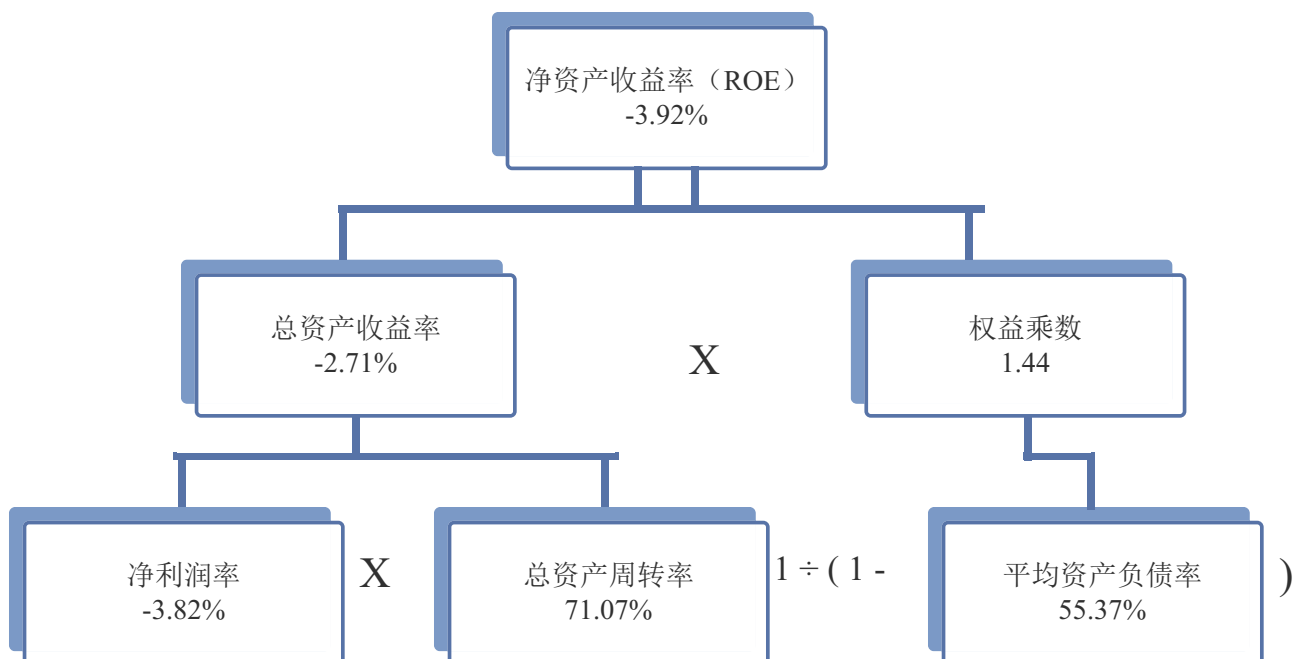 净资产收益率（ROE）
-3.92%
总资产收益率
-2.71%
X
权益乘数
1.44
净利润率
-3.82%
X
总资产周转率
71.07%
1 ÷ ( 1 -
平均资产负债率
55.37%
)